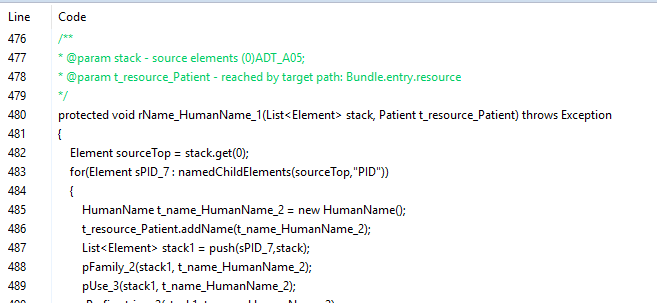 Line Code
476 /**
477 * @param stack - source elements (0)ADT_A05;
478 * @param t_resource_Patient - reached by target path: Bundle.entry.resource
479 */
480 protected void rName_HumanName_1(List<Element> stack, Patient t_resource_Patient) throws Exception
481 {
482 Element sourceTop = stack.get(0);
483 for(Element sPID_7 : namedChildElements(sourceTop,"PID"))
484 {
485 HumanName t_name_HumanName_2 = new HumanName();
486 t_resource_Patient.addName(t_name_HumanName_2);
487 List<Element> stack1 = push(sPID_7,stack);
488 pFamily_2(stack1, t_name_HumanName_2);
489 pUse_3(stack1, t_name_HumanName_2);